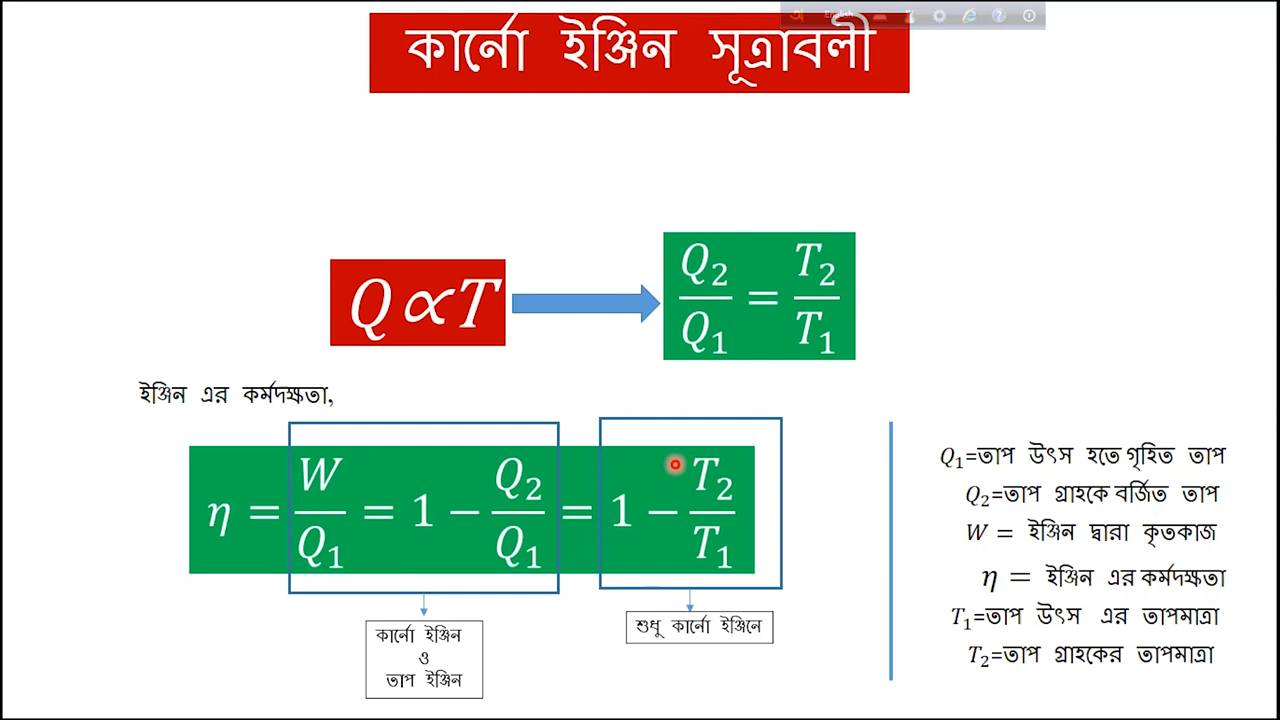 English
কার্নো ইঞ্জিন সূত্রাবলী
Q ∝ T
Q₂/Q₁ = T₂/T₁
ইঞ্জিন এর কর্মদক্ষতা,
η = W/Q₁ = 1 − Q₂/Q₁ = 1 − T₂/T₁
কার্নো ইঞ্জিন
ও
তাপ ইঞ্জিন
শুধু কার্নো ইঞ্জিনে
Q₁=তাপ উৎস হতে গৃহিত তাপ
Q₂=তাপ গ্রাহকে বর্জিত তাপ
W = ইঞ্জিন দ্বারা কৃতকাজ
η = ইঞ্জিন এর কর্মদক্ষতা
T₁=তাপ উৎস এর তাপমাত্রা
T₂=তাপ গ্রাহকের তাপমাত্রা